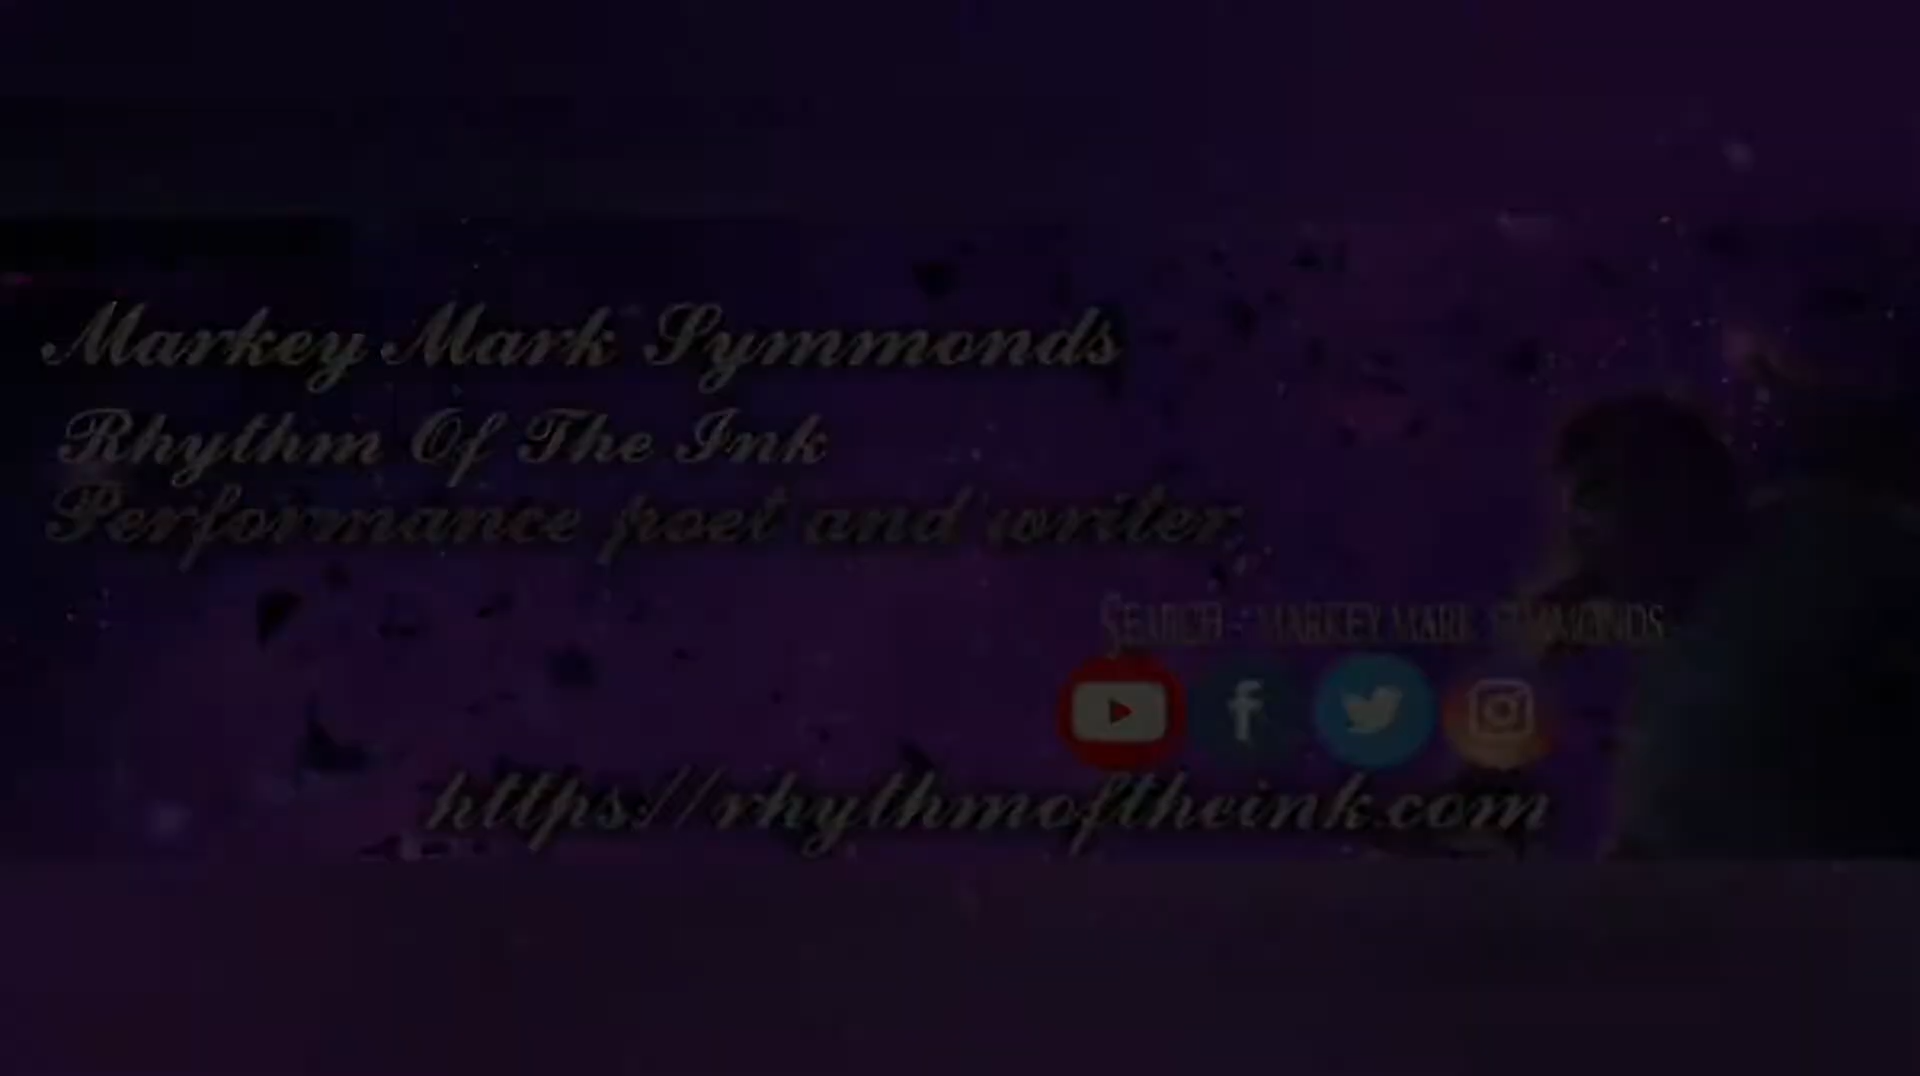 Markey Mark Symmonds
Rhythm Of The Ink
Performance poet and writer.
SEARCH - MARKEY MARK SYMMONDS
https://rhythmoftheink.com